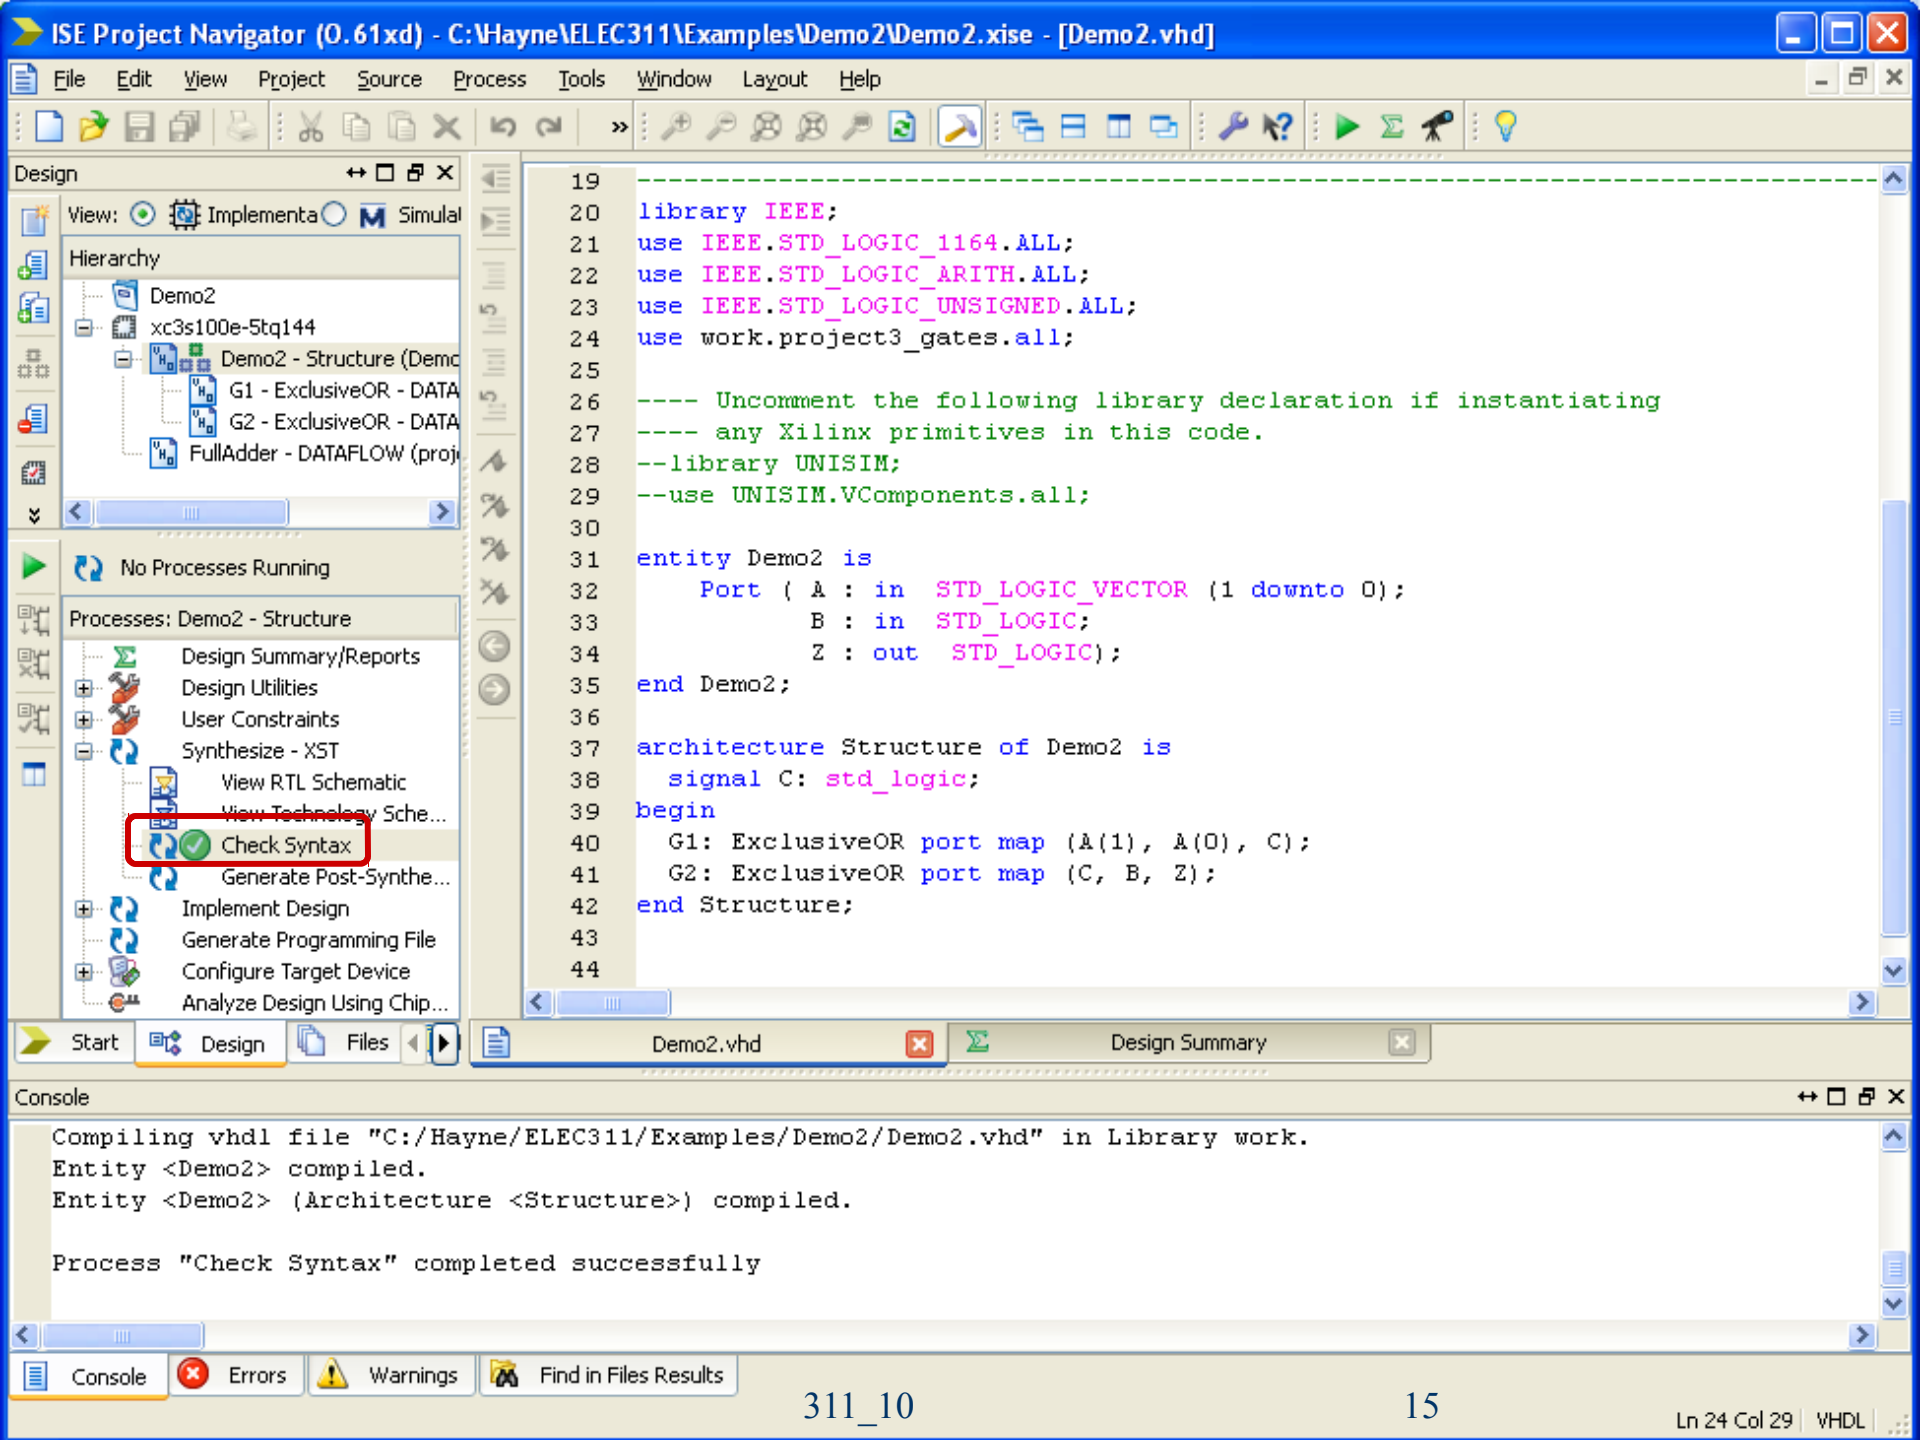 ISE Project Navigator (O.61xd) - C:\Hayne\ELEC311\Examples\Demo2\Demo2.xise - [Demo2.vhd]
File Edit View Project Source Process Tools Window Layout Help
»
Design
View: Implementa Simulat
Hierarchy
Demo2
xc3s100e-5tq144
Demo2 - Structure (Demo
G1 - ExclusiveOR - DATA
G2 - ExclusiveOR - DATA
FullAdder - DATAFLOW (proj
No Processes Running
Processes: Demo2 - Structure
Design Summary/Reports
Design Utilities
User Constraints
Synthesize - XST
View RTL Schematic
View Technology Sche...
Check Syntax
Generate Post-Synthe...
Implement Design
Generate Programming File
Configure Target Device
Analyze Design Using Chip...
Start Design Files
19 --------------------------------------------------------------------------------
20 library IEEE;
21 use IEEE.STD_LOGIC_1164.ALL;
22 use IEEE.STD_LOGIC_ARITH.ALL;
23 use IEEE.STD_LOGIC_UNSIGNED.ALL;
24 use work.project3_gates.all;
25
26 ---- Uncomment the following library declaration if instantiating
27 ---- any Xilinx primitives in this code.
28 --library UNISIM;
29 --use UNISIM.VComponents.all;
30
31 entity Demo2 is
32 Port ( A : in STD_LOGIC_VECTOR (1 downto 0);
33 B : in STD_LOGIC;
34 Z : out STD_LOGIC);
35 end Demo2;
36
37 architecture Structure of Demo2 is
38 signal C: std_logic;
39 begin
40 G1: ExclusiveOR port map (A(1), A(0), C);
41 G2: ExclusiveOR port map (C, B, Z);
42 end Structure;
43
44
Demo2.vhd Design Summary
Console
Compiling vhdl file "C:/Hayne/ELEC311/Examples/Demo2/Demo2.vhd" in Library work.
Entity <Demo2> compiled.
Entity <Demo2> (Architecture <Structure>) compiled.
Process "Check Syntax" completed successfully
Console Errors Warnings Find in Files Results
311_10 15
Ln 24 Col 29 VHDL